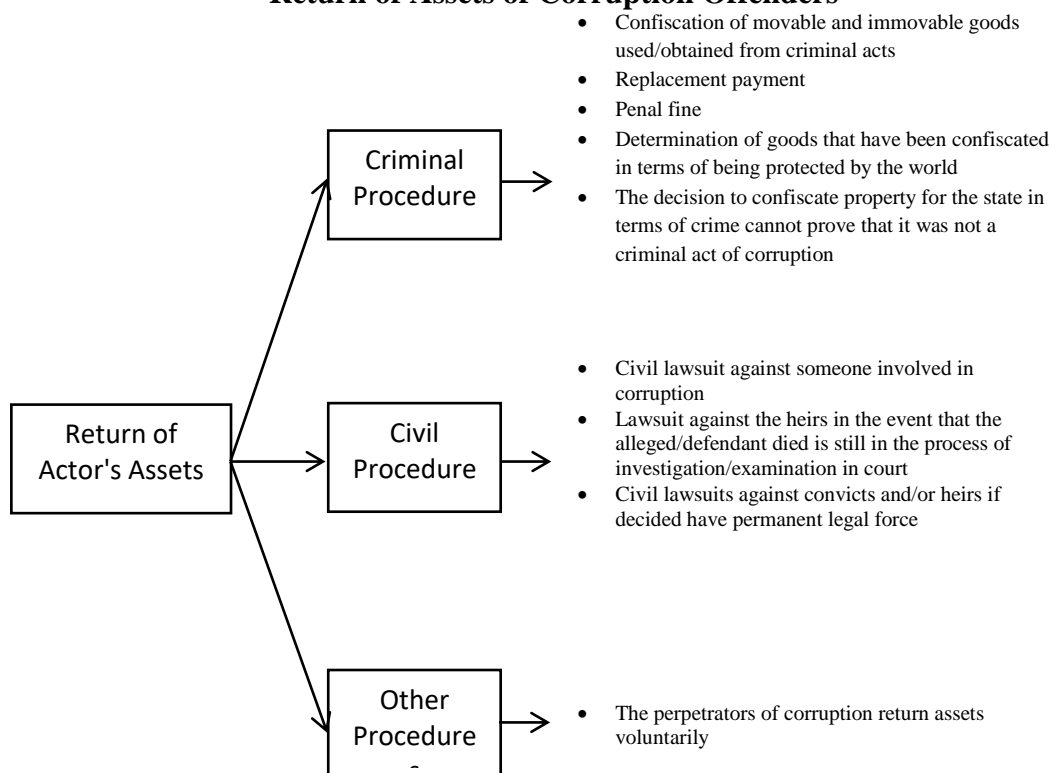 Return of Assets of Corruption Offenders
Criminal
Procedure
• Confiscation of movable and immovable goods
used/obtained from criminal acts
• Replacement payment
• Penal fine
• Determination of goods that have been confiscated
in terms of being protected by the world
• The decision to confiscate property for the state in
terms of crime cannot prove that it was not a
criminal act of corruption
Return of
Actor's Assets
Civil
Procedure
• Civil lawsuit against someone involved in
corruption
• Lawsuit against the heirs in the event that the
alleged/defendant died is still in the process of
investigation/examination in court
• Civil lawsuits against convicts and/or heirs if
decided have permanent legal force
Other
Procedure
• The perpetrators of corruption return assets
voluntarily